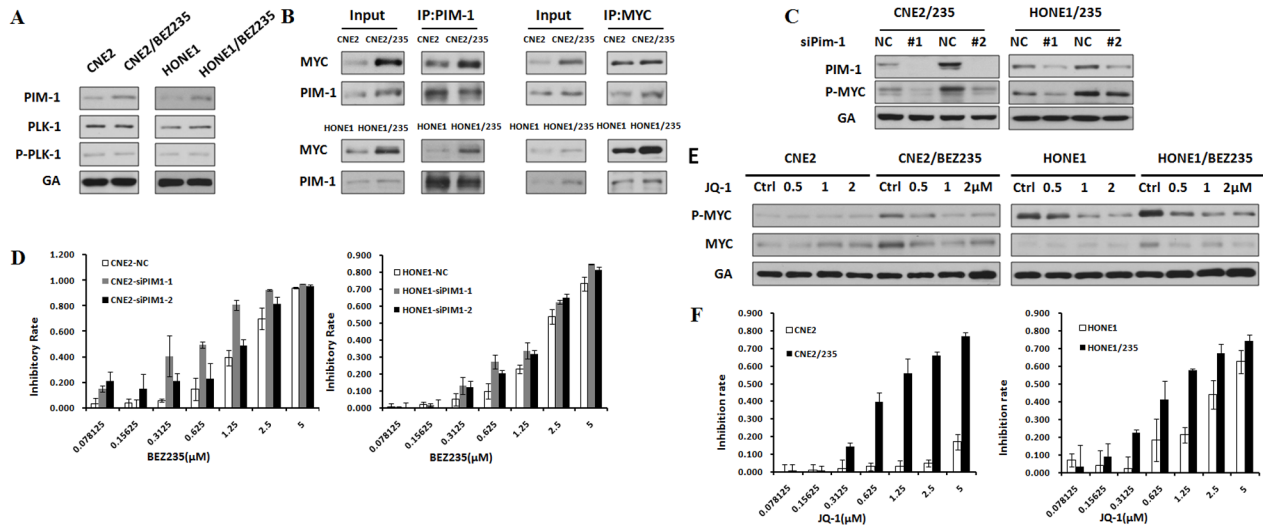 A
CNE2 CNE2/BEZ235 HONE1 HONE1/BEZ235
PIM-1
PLK-1
P-PLK-1
GA
B
Input IP:PIM-1 Input IP:MYC
CNE2 CNE2/235 CNE2 CNE2/235 CNE2 CNE2/235 CNE2 CNE2/235
MYC
PIM-1
HONE1 HONE1/235 HONE1 HONE1/235 HONE1 HONE1/235 HONE1 HONE1/235
MYC
PIM-1
C
CNE2/235 HONE1/235
siPim-1 NC #1 NC #2 NC #1 NC #2
PIM-1
P-MYC
GA
D
Inhibitory Rate
1.200
1.000
0.800
0.600
0.400
0.200
0.000
CNE2-NC
CNE2-siPIM1-1
CNE2-siPIM1-2
0.078125 0.15625 0.3125 0.625 1.25 2.5 5
BEZ235(μM)
Inhibitory Rate
0.900
0.800
0.700
0.600
0.500
0.400
0.300
0.200
0.100
0.000
HONE1-NC
HONE1-siPIM1-1
HONE1-siPIM1-2
0.078125 0.15625 0.3125 0.625 1.25 2.5 5
BEZ235(μM)
E
CNE2 CNE2/BEZ235 HONE1 HONE1/BEZ235
JQ-1 Ctrl 0.5 1 2 Ctrl 0.5 1 2μM Ctrl 0.5 1 2 Ctrl 0.5 1 2μM
P-MYC
MYC
GA
F
Inhibition rate
0.900
0.800
0.700
0.600
0.500
0.400
0.300
0.200
0.100
0.000
CNE2
CNE2/235
0.078125 0.15625 0.3125 0.625 1.25 2.5 5
JQ-1(μM)
Inhibition rate
0.900
0.800
0.700
0.600
0.500
0.400
0.300
0.200
0.100
0.000
HONE1
HONE1/235
0.078125 0.15625 0.3125 0.625 1.25 2.5 5
JQ-1(μM)